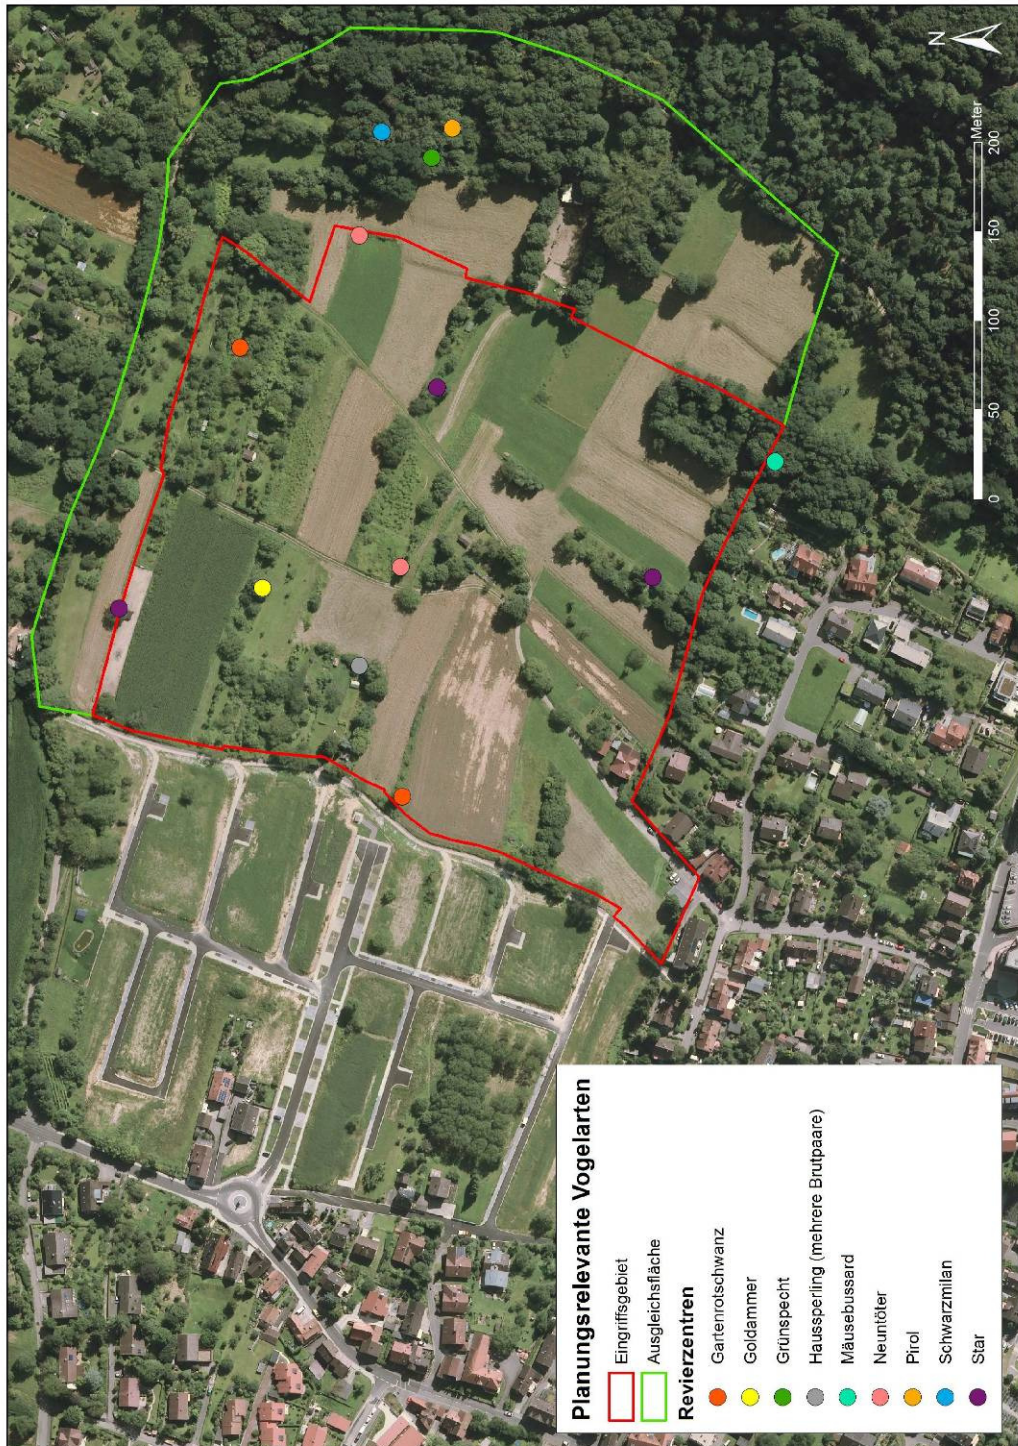 Planungsrelevante Vogelarten
Eingriffsgebiet
Ausgleichsfläche
Revierzentren
Gartenrotschwanz
Goldammer
Grünspecht
Haussperling (mehrere Brutpaare)
Mäusebussard
Neuntöter
Pirol
Schwarzmilan
Star
0 50 100 150 200
Meter
N